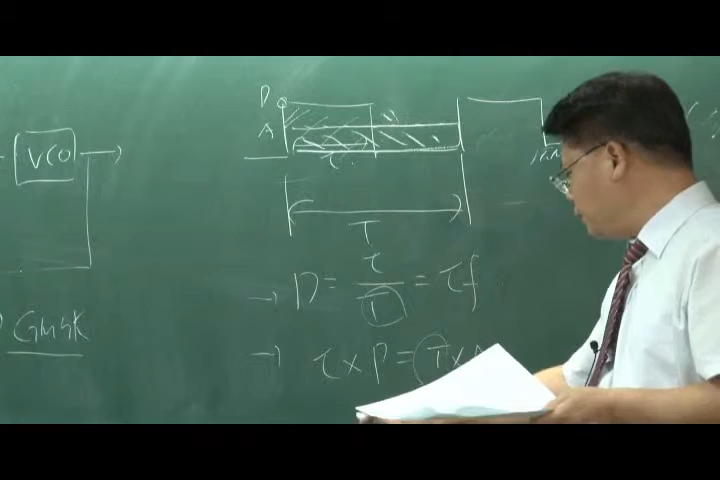 VCO
P
A
τ
T
→ D = τ / T = τf
→ τ × P = T ×
GMSK